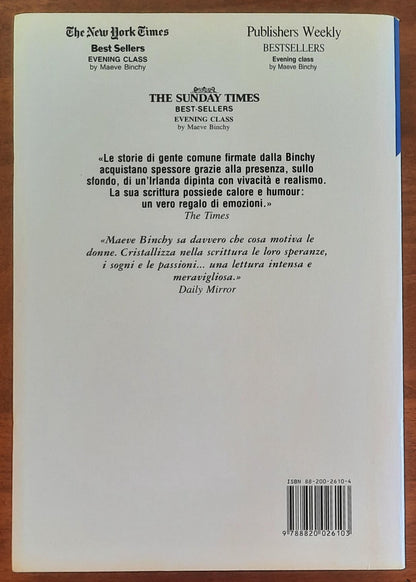 The New York Times
Best Sellers
EVENING CLASS
by Maeve Binchy
Publishers Weekly
BESTSELLERS
Evening class
by Maeve Binchy
THE SUNDAY TIMES
BEST-SELLERS
EVENING CLASS
by Maeve Binchy
«Le storie di gente comune firmate dalla Binchy
acquistano spessore grazie alla presenza, sullo
sfondo, di un'Irlanda dipinta con vivacità e realismo.
La sua scrittura possiede calore e humour:
un vero regalo di emozioni.»
The Times
«Maeve Binchy sa davvero che cosa motiva le
donne. Cristallizza nella scrittura le loro speranze,
i sogni e le passioni... una lettura intensa e
meravigliosa.»
Daily Mirror
ISBN 88-200-2610-4
9 788820 026103